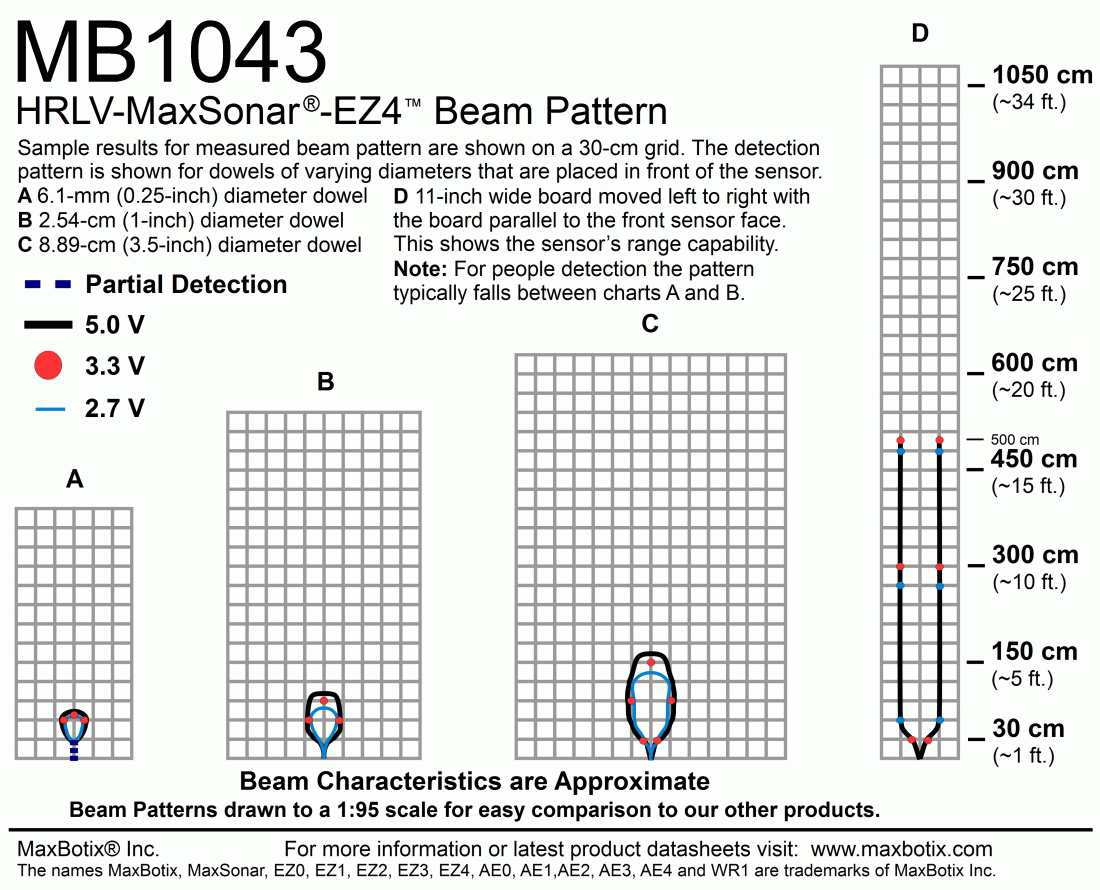 MB1043
HRLV-MaxSonar®-EZ4™ Beam Pattern
Sample results for measured beam pattern are shown on a 30-cm grid. The detection
pattern is shown for dowels of varying diameters that are placed in front of the sensor.
A 6.1-mm (0.25-inch) diameter dowel
B 2.54-cm (1-inch) diameter dowel
C 8.89-cm (3.5-inch) diameter dowel
D 11-inch wide board moved left to right with
the board parallel to the front sensor face.
This shows the sensor's range capability.
Note: For people detection the pattern
typically falls between charts A and B.
Partial Detection
5.0 V
3.3 V
2.7 V
A
B
C
D
1050 cm
(~34 ft.)
900 cm
(~30 ft.)
750 cm
(~25 ft.)
600 cm
(~20 ft.)
500 cm
450 cm
(~15 ft.)
300 cm
(~10 ft.)
150 cm
(~5 ft.)
30 cm
(~1 ft.)
Beam Characteristics are Approximate
Beam Patterns drawn to a 1:95 scale for easy comparison to our other products.
MaxBotix® Inc. For more information or latest product datasheets visit: www.maxbotix.com
The names MaxBotix, MaxSonar, EZ0, EZ1, EZ2, EZ3, EZ4, AE0, AE1,AE2, AE3, AE4 and WR1 are trademarks of MaxBotix Inc.